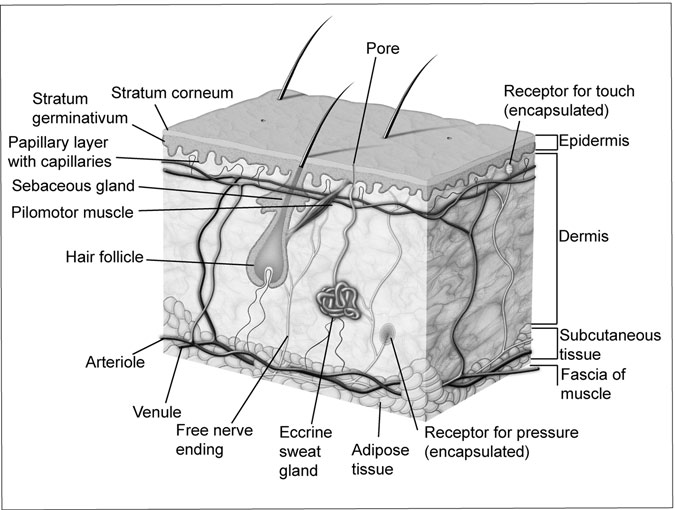 Pore
Stratum corneum
Stratum
germinativum
Papillary layer
with capillaries
Sebaceous gland
Pilomotor muscle
Hair follicle
Arteriole
Venule
Free nerve
ending
Eccrine
sweat
gland
Adipose
tissue
Receptor for pressure
(encapsulated)
Receptor for touch
(encapsulated)
Epidermis
Dermis
Subcutaneous
tissue
Fascia of
muscle